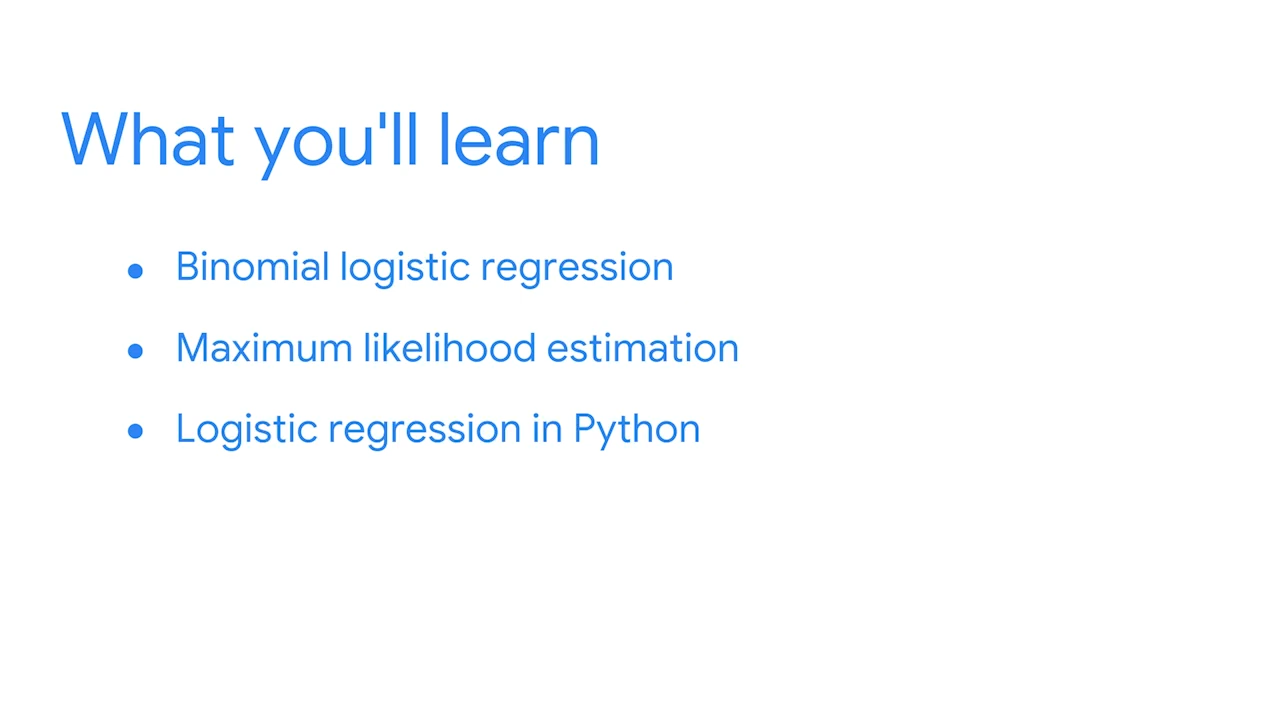 What you'll learn
● Binomial logistic regression
● Maximum likelihood estimation
● Logistic regression in Python